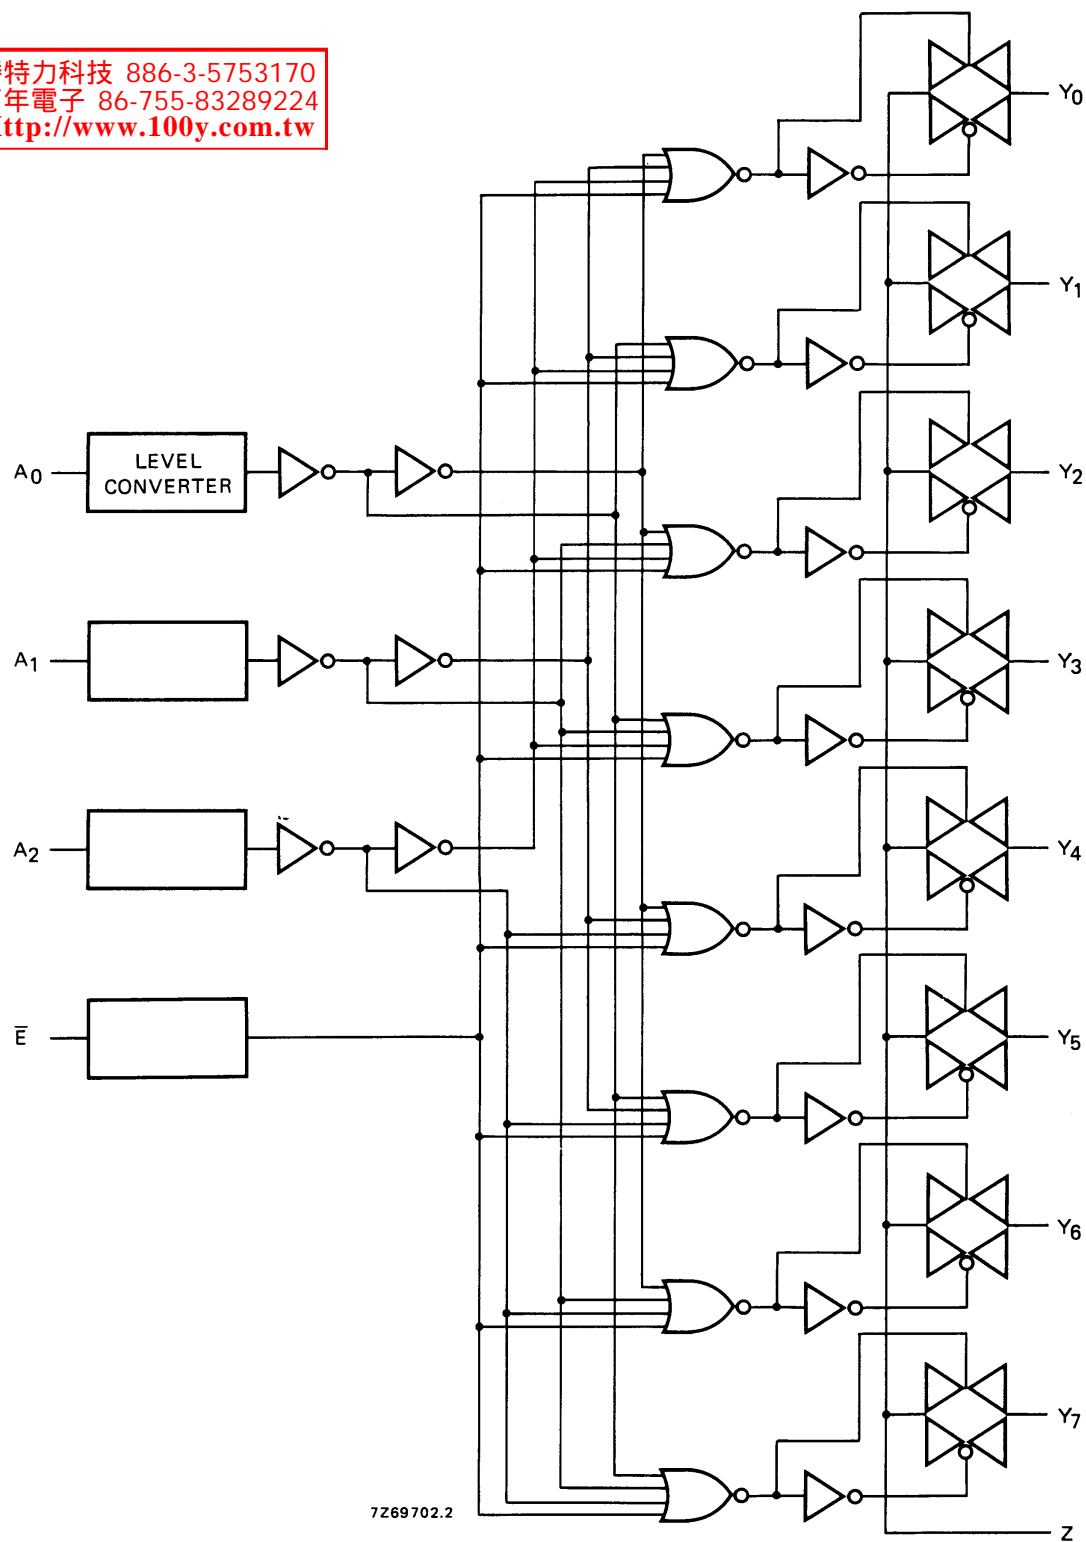 特力科技 886-3-5753170
年電子 86-755-83289224
ttp://www.100y.com.tw
Y0
Y1
A0
LEVEL
CONVERTER
Y2
A1
Y3
A2
Y4
E̅
Y5
Y6
Y7
7Z69702.2
Z